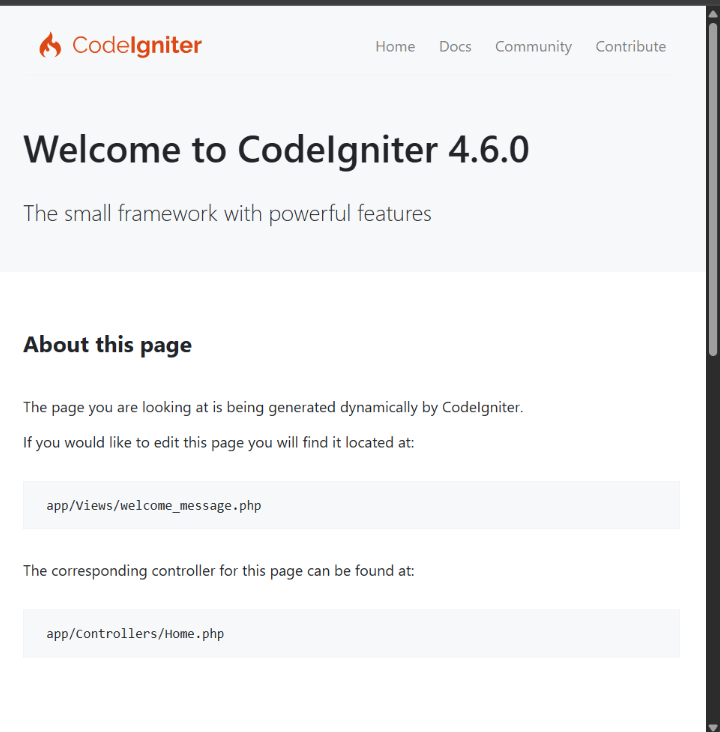 CodeIgniter
Home Docs Community Contribute
Welcome to CodeIgniter 4.6.0
The small framework with powerful features
About this page
The page you are looking at is being generated dynamically by CodeIgniter.
If you would like to edit this page you will find it located at:
app/Views/welcome_message.php
The corresponding controller for this page can be found at:
app/Controllers/Home.php